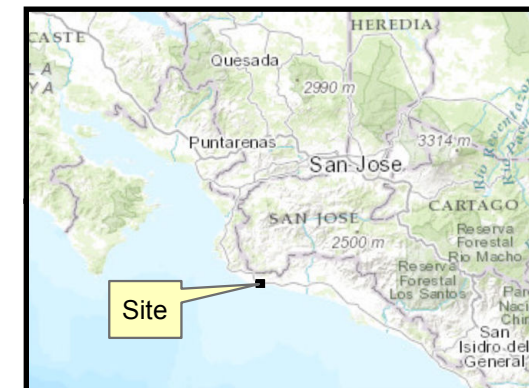 HEREDIA
CASTE
L A
Y A
Quesada
2990 m
Puntarenas
San Jose
3314 m
SAN JOSE
2500 m
CARTAGO
Reserva
Forestal
Rio Macho
Reserva
Forestal
Los Santos
Site
San
Isidro del
General